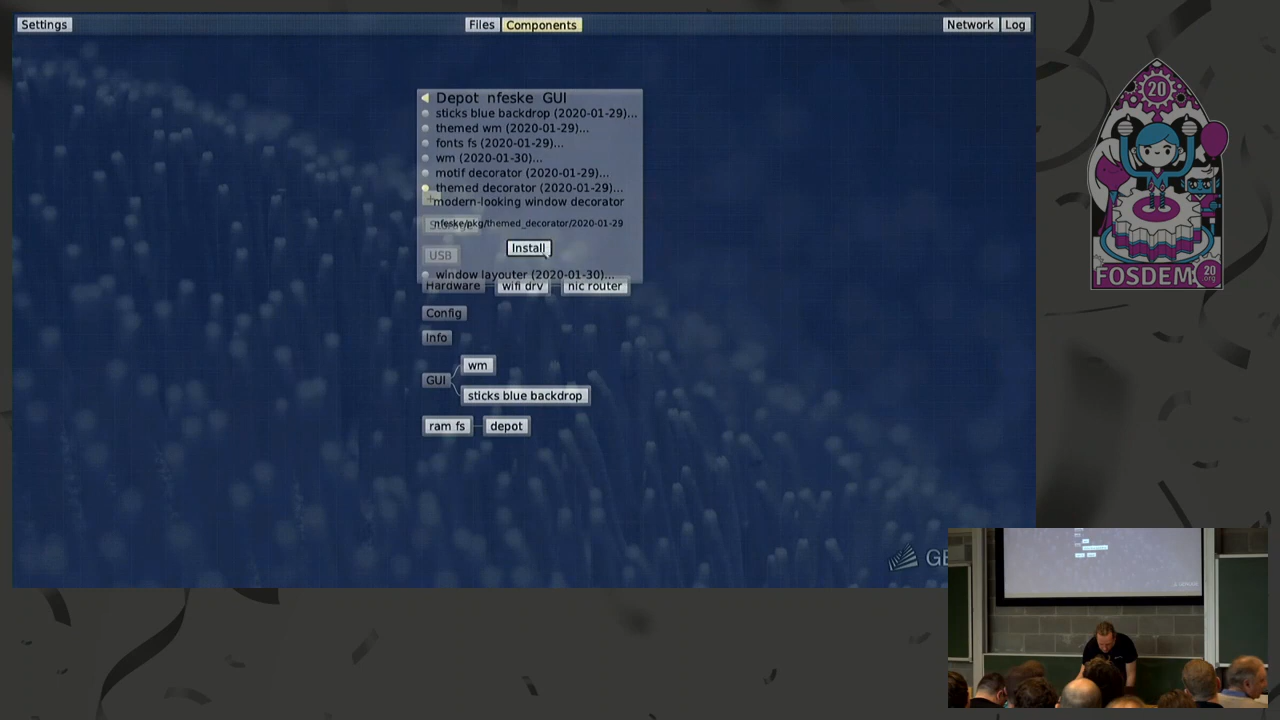 Settings
Files
Components
Network
Log
Depot nfeske GUI
sticks blue backdrop (2020-01-29)...
themed wm (2020-01-29)...
fonts fs (2020-01-29)...
wm (2020-01-30)...
motif decorator (2020-01-29)...
themed decorator (2020-01-29)...
modern-looking window decorator
nfeske/pkg/themed_decorator/2020-01-29
Install
USB
window layouter (2020-01-30)...
Hardware
wifi drv
nic router
Config
Info
GUI
wm
sticks blue backdrop
ram fs
depot
GE
20
FOSDEM
20
.org